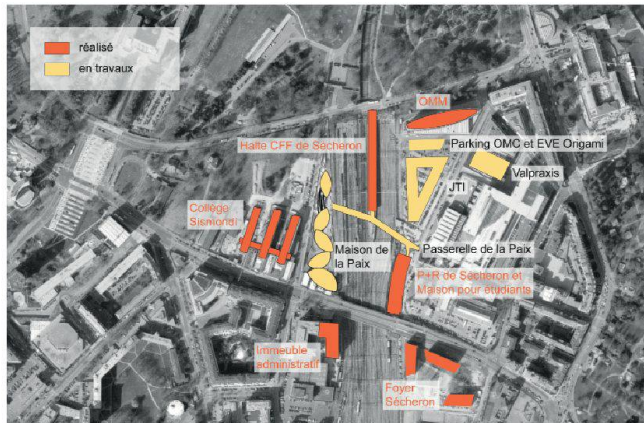 réalisé
en travaux
OMM
Halte CFF de Sécheron
Parking OMC et EVE Origami
Valpraxis
JTI
Collège
Sismondi
Maison de
la Paix
Passerelle de la Paix
P+R de Sécheron et
Maison pour étudiants
Immeuble
administratif
Foyer
Sécheron